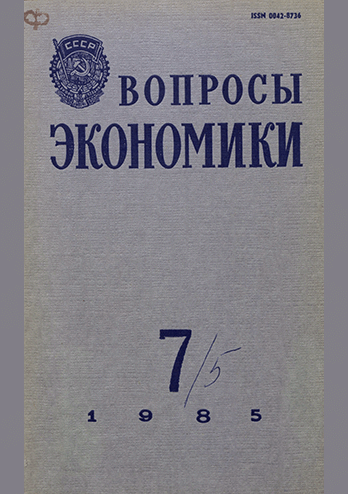 Ф
ISSN 0042-8736
СССР
ВОПРОСЫ
ЭКОНОМИКИ
7/5
1985